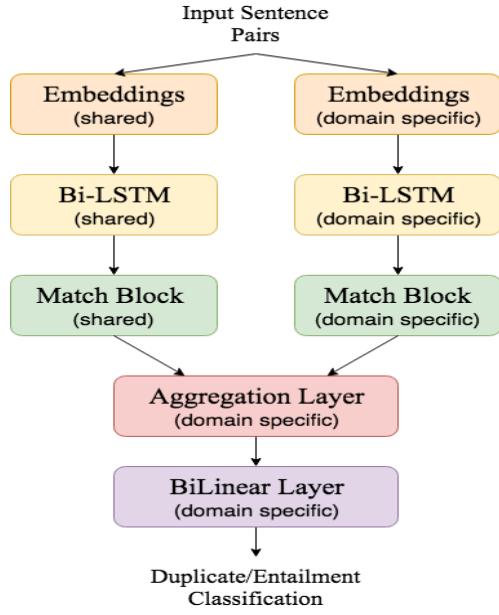 Input Sentence
Pairs
Embeddings
(shared)
Embeddings
(domain specific)
Bi-LSTM
(shared)
Bi-LSTM
(domain specific)
Match Block
(shared)
Match Block
(domain specific)
Aggregation Layer
(domain specific)
BiLinear Layer
(domain specific)
Duplicate/Entailment
Classification